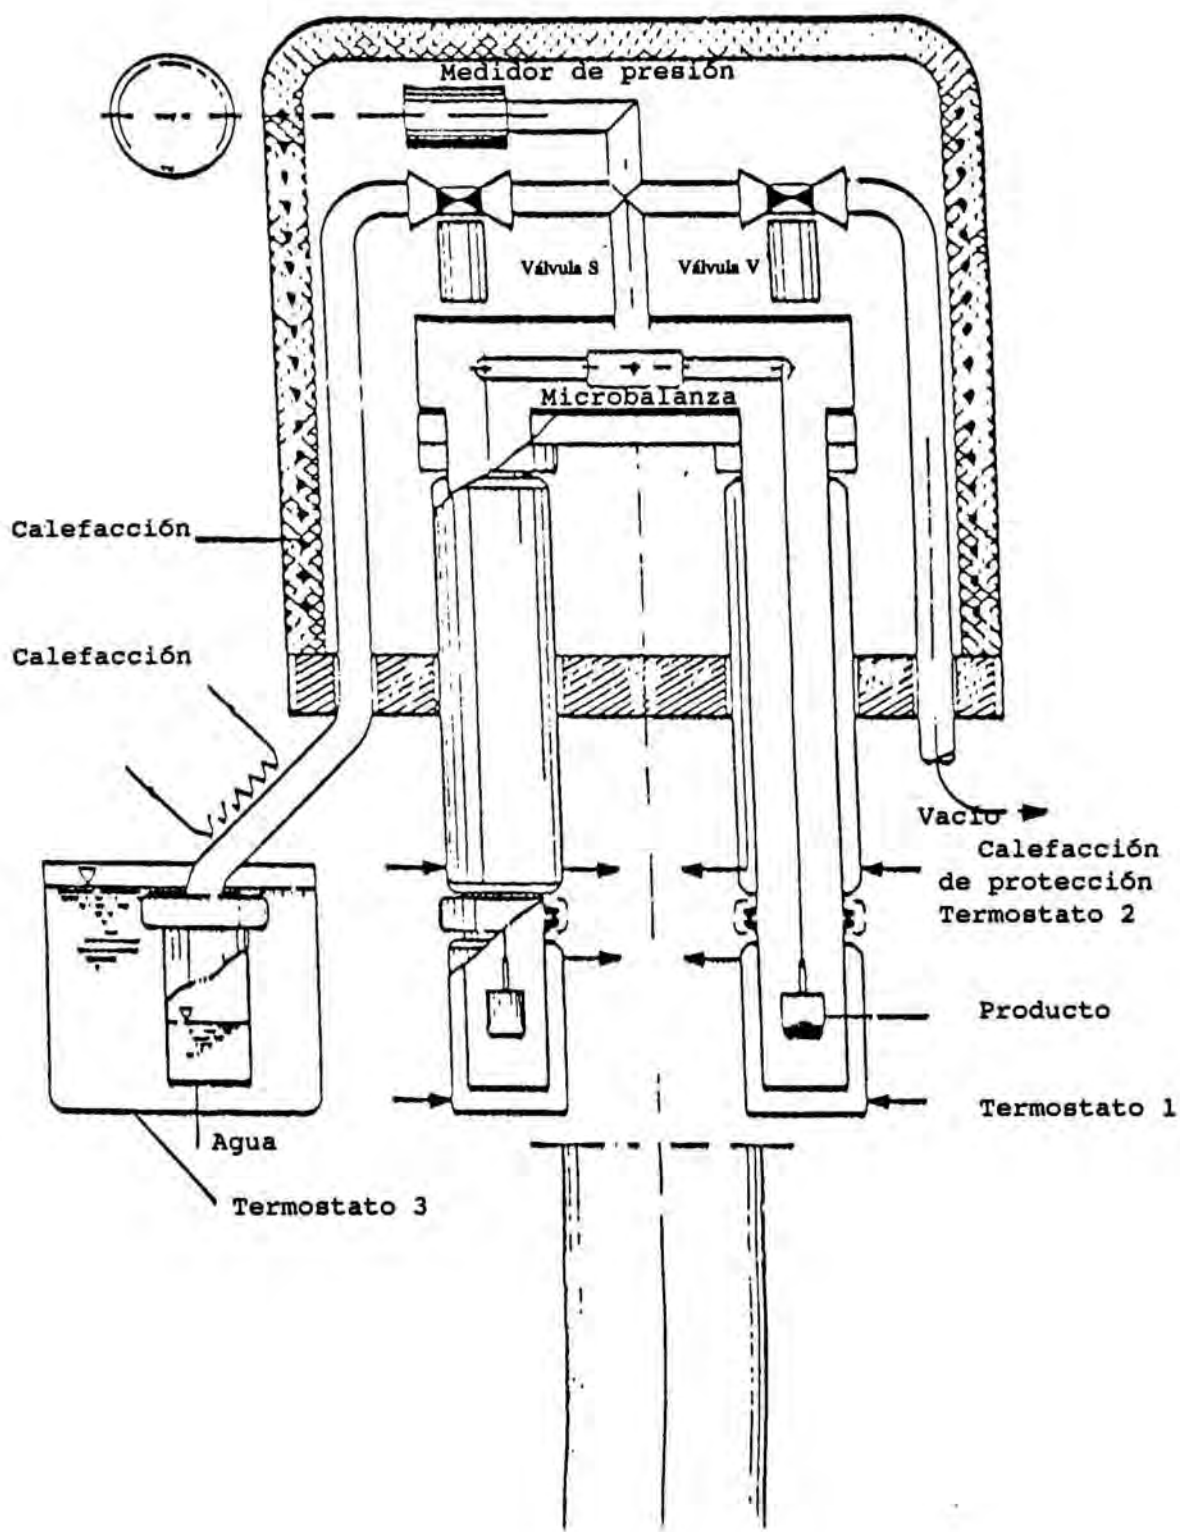 Medidor de presión
Válvula S
Válvula V
Microbalanza
Calefacción
Calefacción
Vacío
Calefacción
de protección
Termostato 2
Producto
Termostato 1
Agua
Termostato 3